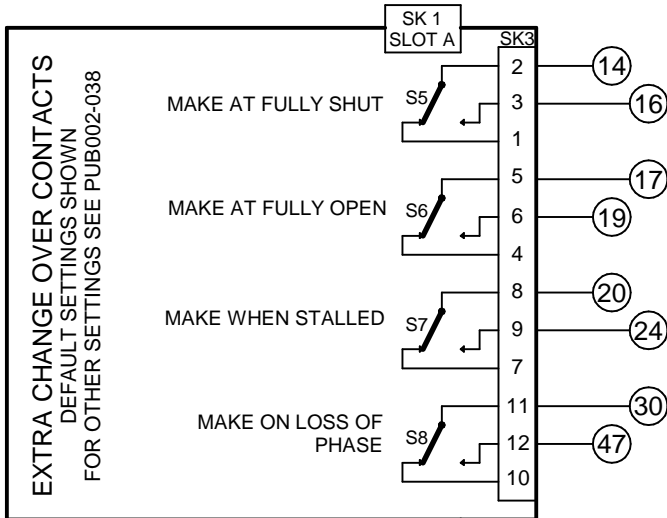 SK 1
SLOT A
SK3
EXTRA CHANGE OVER CONTACTS
DEFAULT SETTINGS SHOWN
FOR OTHER SETTINGS SEE PUB002-038
MAKE AT FULLY SHUT
S5
2
14
3
16
1
MAKE AT FULLY OPEN
S6
5
17
6
19
4
MAKE WHEN STALLED
S7
8
20
9
24
7
MAKE ON LOSS OF
PHASE
S8
11
30
12
47
10